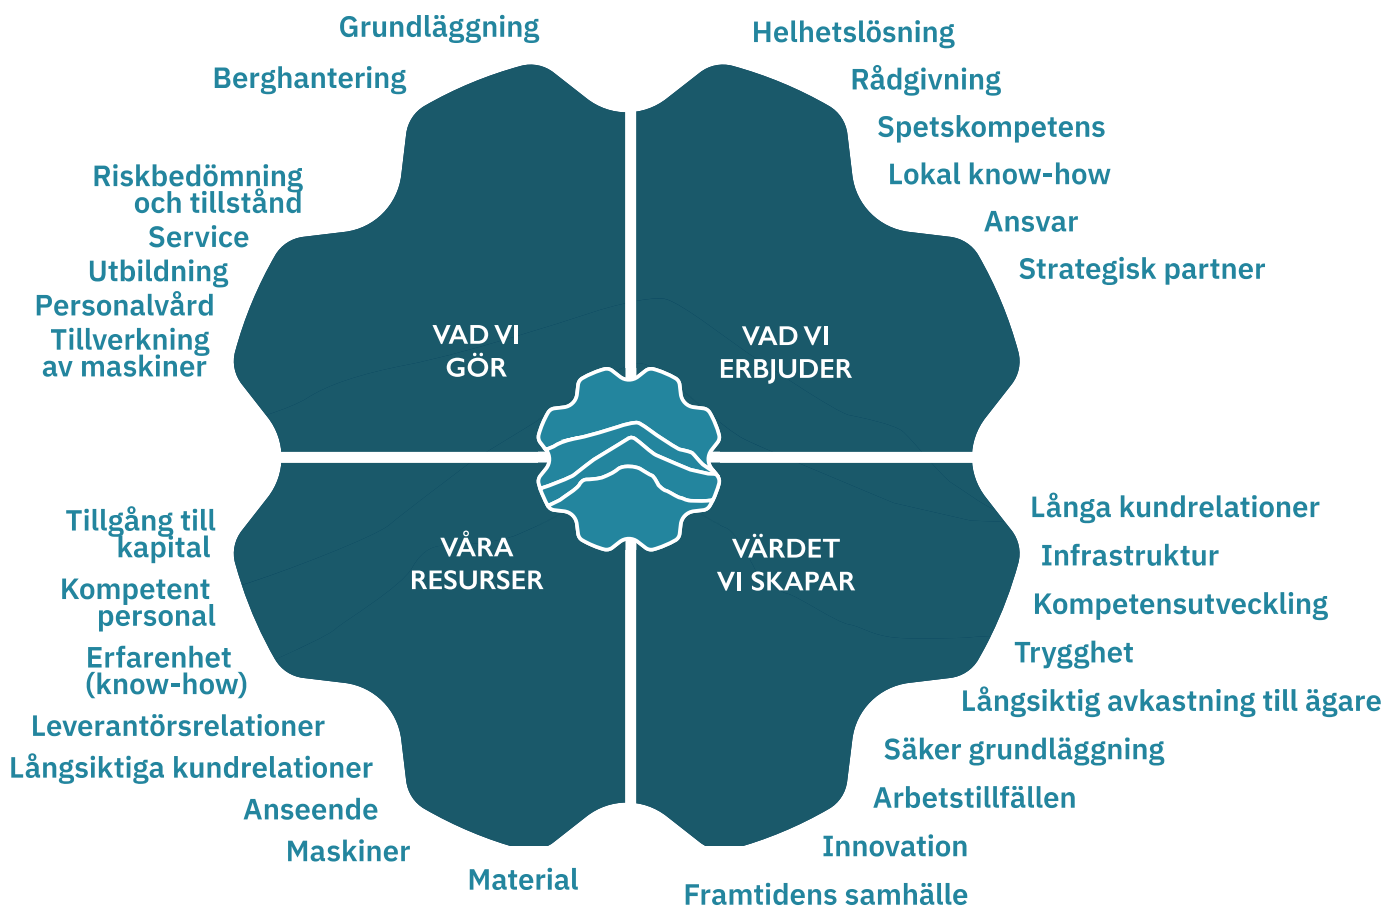 Grundläggning
Berghantering
Riskbedömning
och tillstånd
Service
Utbildning
Personalvård
Tillverkning
av maskiner
VAD VI
GÖR
Helhetslösning
Rådgivning
Spetskompetens
Lokal know-how
Ansvar
Strategisk partner
VAD VI
ERBJUDER
Tillgång till
kapital
Kompetent
personal
Erfarenhet
(know-how)
Leverantörsrelationer
Långsiktiga kundrelationer
Anseende
Maskiner
Material
VÅRA
RESURSER
VÄRDET
VI SKAPAR
Långa kundrelationer
Infrastruktur
Kompetensutveckling
Trygghet
Långsiktig avkastning till ägare
Säker grundläggning
Arbetstillfällen
Innovation
Framtidens samhälle